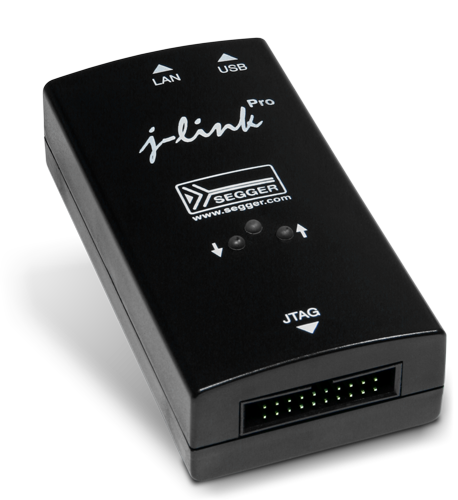 LAN USB
j-link Pro
SEGGER
www.segger.com
JTAG